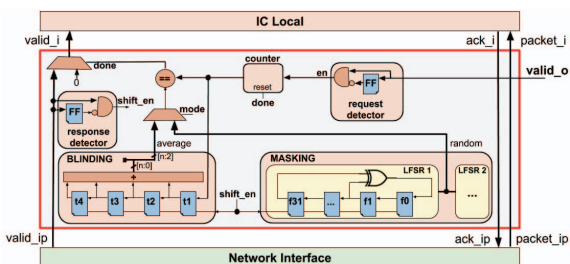 IC Local
valid_i
ack_i
packet_i
done
0
==
counter
reset
done
en
FF
request
detector
valid_o
mode
FF
shift_en
response
detector
average
random
BLINDING
[n:2]
[n:0]
+
t4
t3
t2
t1
shift_en
MASKING
LFSR 1
LFSR 2
f31
...
f1
f0
...
valid_ip
ack_ip
packet_ip
Network Interface